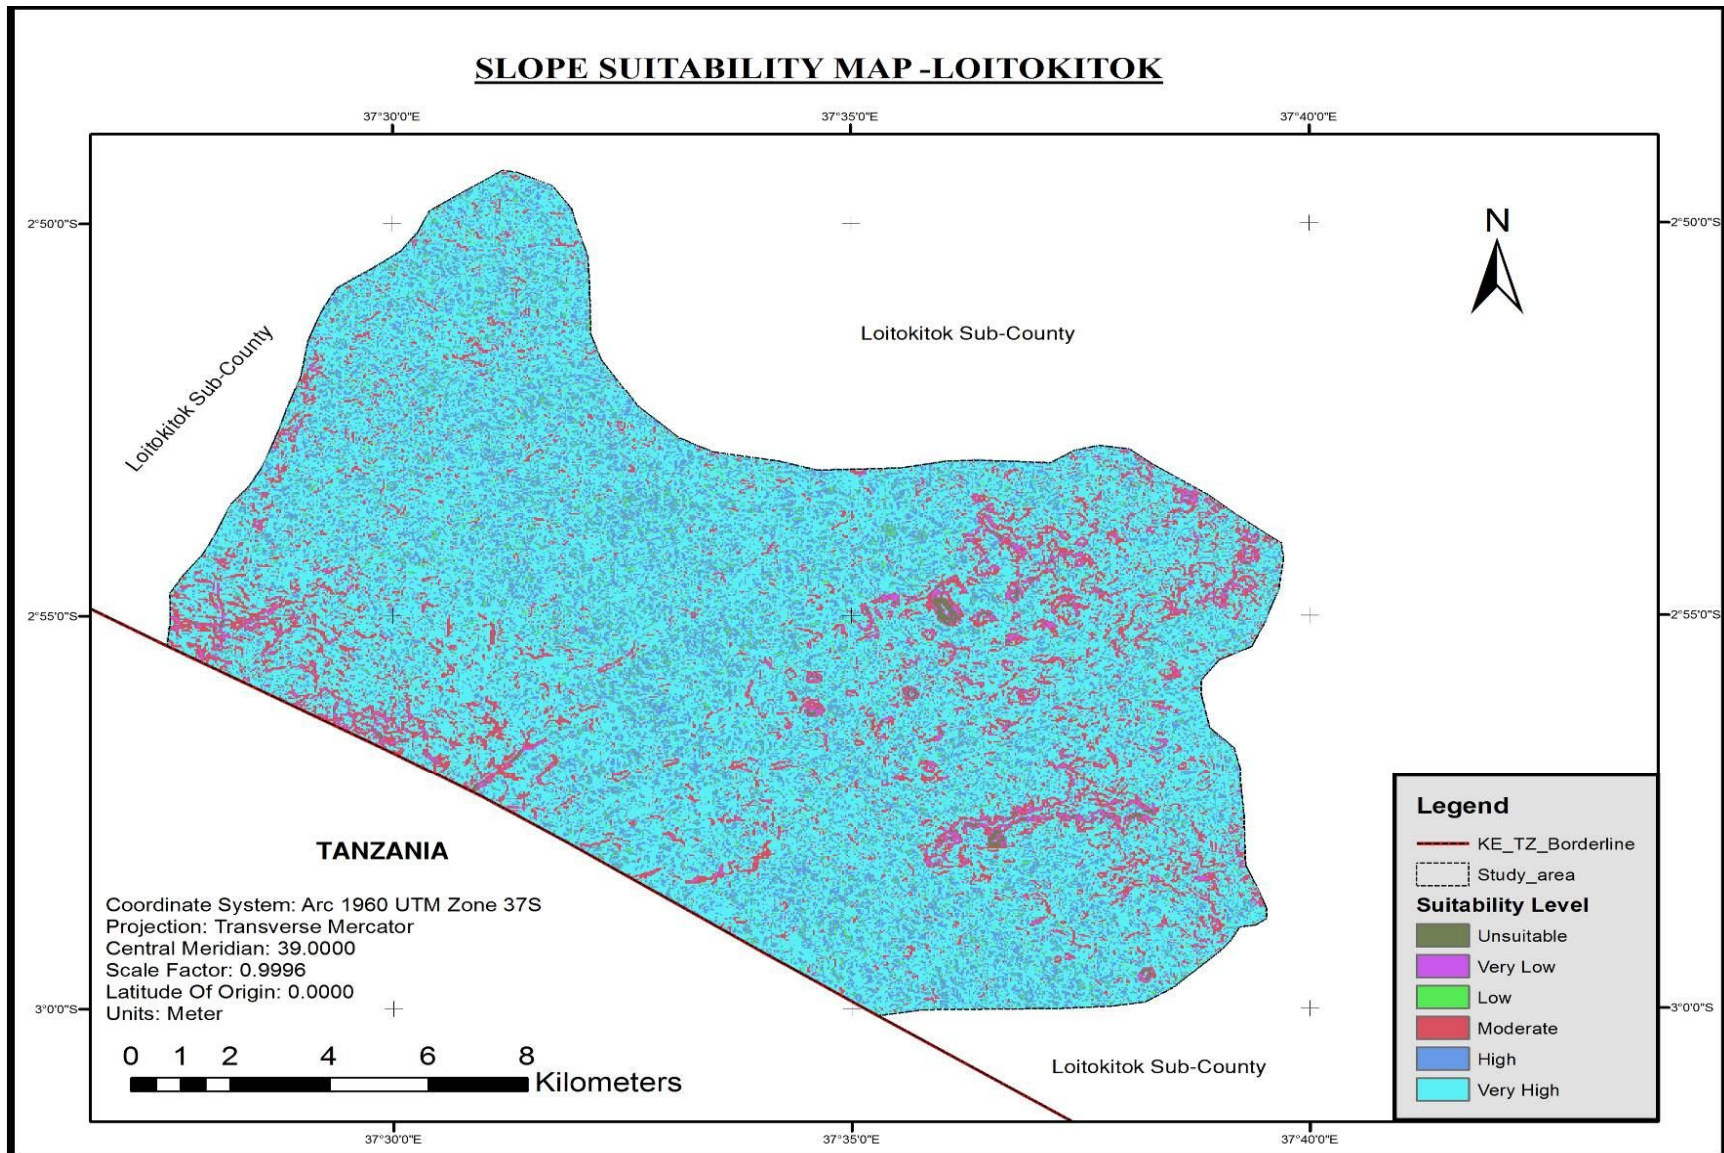 SLOPE SUITABILITY MAP -LOITOKITOK
37°30'0"E
37°35'0"E
37°40'0"E
2°50'0"S
2°50'0"S
N
Loitokitok Sub-County
Loitokitok Sub-County
2°55'0"S
2°55'0"S
TANZANIA
Coordinate System: Arc 1960 UTM Zone 37S
Projection: Transverse Mercator
Central Meridian: 39.0000
Scale Factor: 0.9996
Latitude Of Origin: 0.0000
Units: Meter
3°0'0"S
3°0'0"S
0 1 2 4 6 8
Kilometers
Loitokitok Sub-County
Legend
KE_TZ_Borderline
Study_area
Suitability Level
Unsuitable
Very Low
Low
Moderate
High
Very High
37°30'0"E
37°35'0"E
37°40'0"E